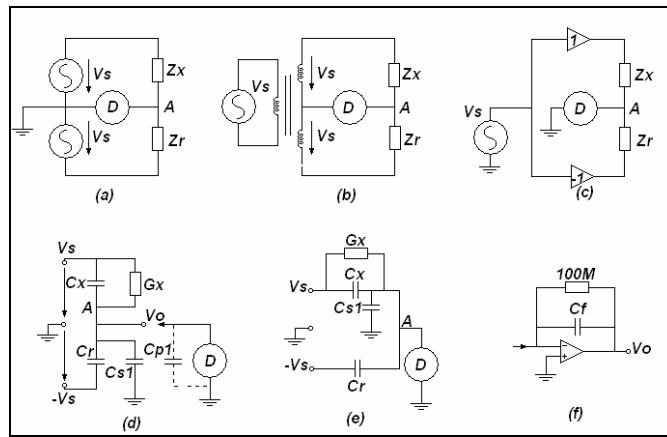 Vs
Zx
D
A
Vs
Zr
(a)
Vs
Vs
Zx
D
A
Vs
Zr
(b)
1
Zx
Vs
D
A
Zr
-1
(c)
Vs
Cx
Gx
A
Vo
Cr
Cs1
Cp1
D
-Vs
(d)
Gx
Vs
Cx
Cs1
A
-Vs
Cr
D
(e)
100M
Cf
Vo
(f)